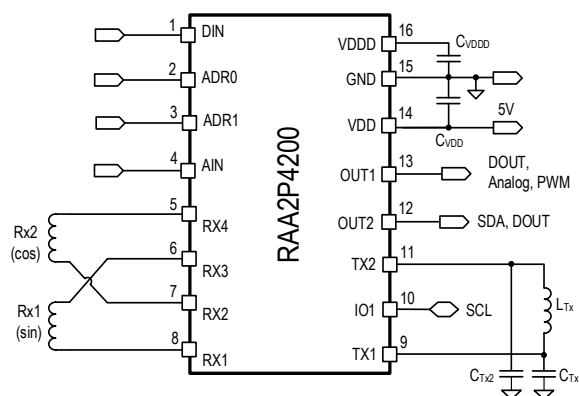 1
DIN
2
ADR0
3
ADR1
4
AIN
5
RX4
6
RX3
7
RX2
8
RX1
Rx2
(cos)
Rx1
(sin)
RAA2P4200
16
VDDD
CVDDD
15
GND
14
VDD
CVDD
5V
13
OUT1
DOUT,
Analog, PWM
12
OUT2
SDA, DOUT
11
TX2
10
IO1
SCL
9
TX1
LTx
CTx2
CTx